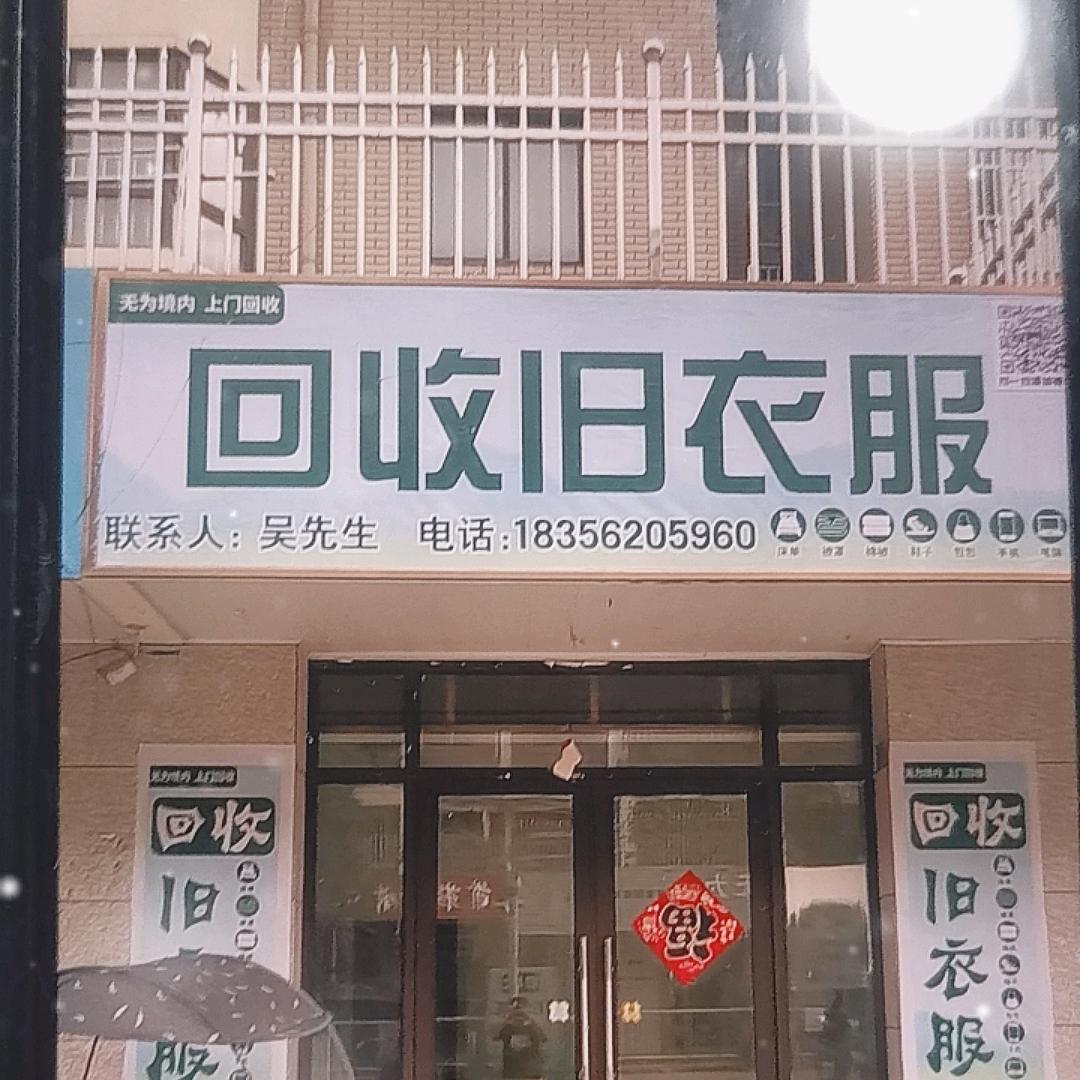 无为境内 上门回收
回收旧衣服
联系人：吴先生 电话:18356205960
床单 被罩 棉被 鞋子 包包 手机 电脑
无为境内 上门回收
回收
旧
衣
服
福
无为境内 上门回收
回收
旧
衣
服